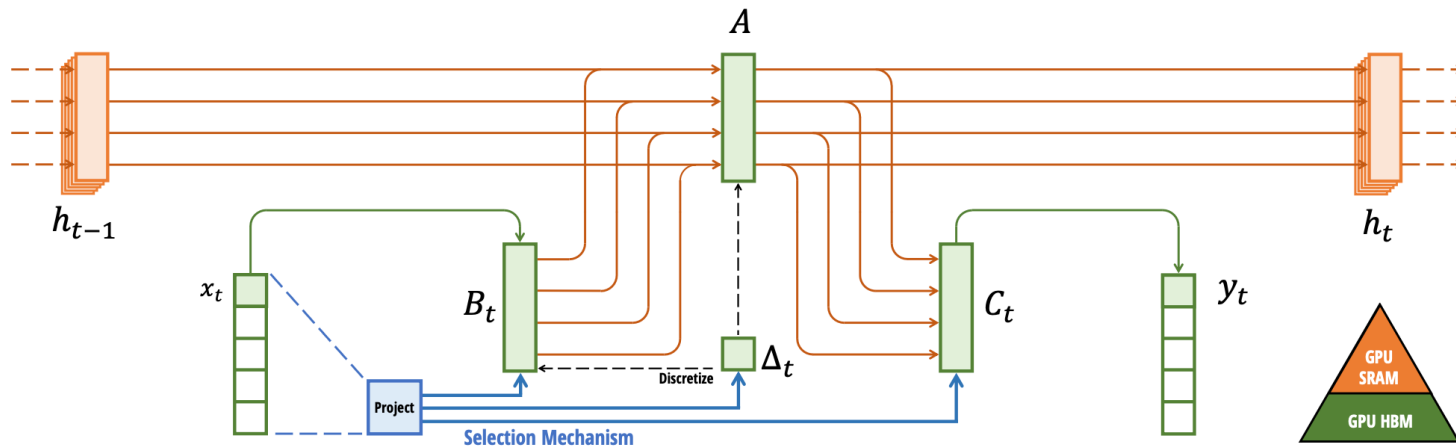 A
h_{t-1}
h_t
x_t
B_t
C_t
y_t
Δ_t
Discretize
Project
Selection Mechanism
GPU
SRAM
GPU HBM